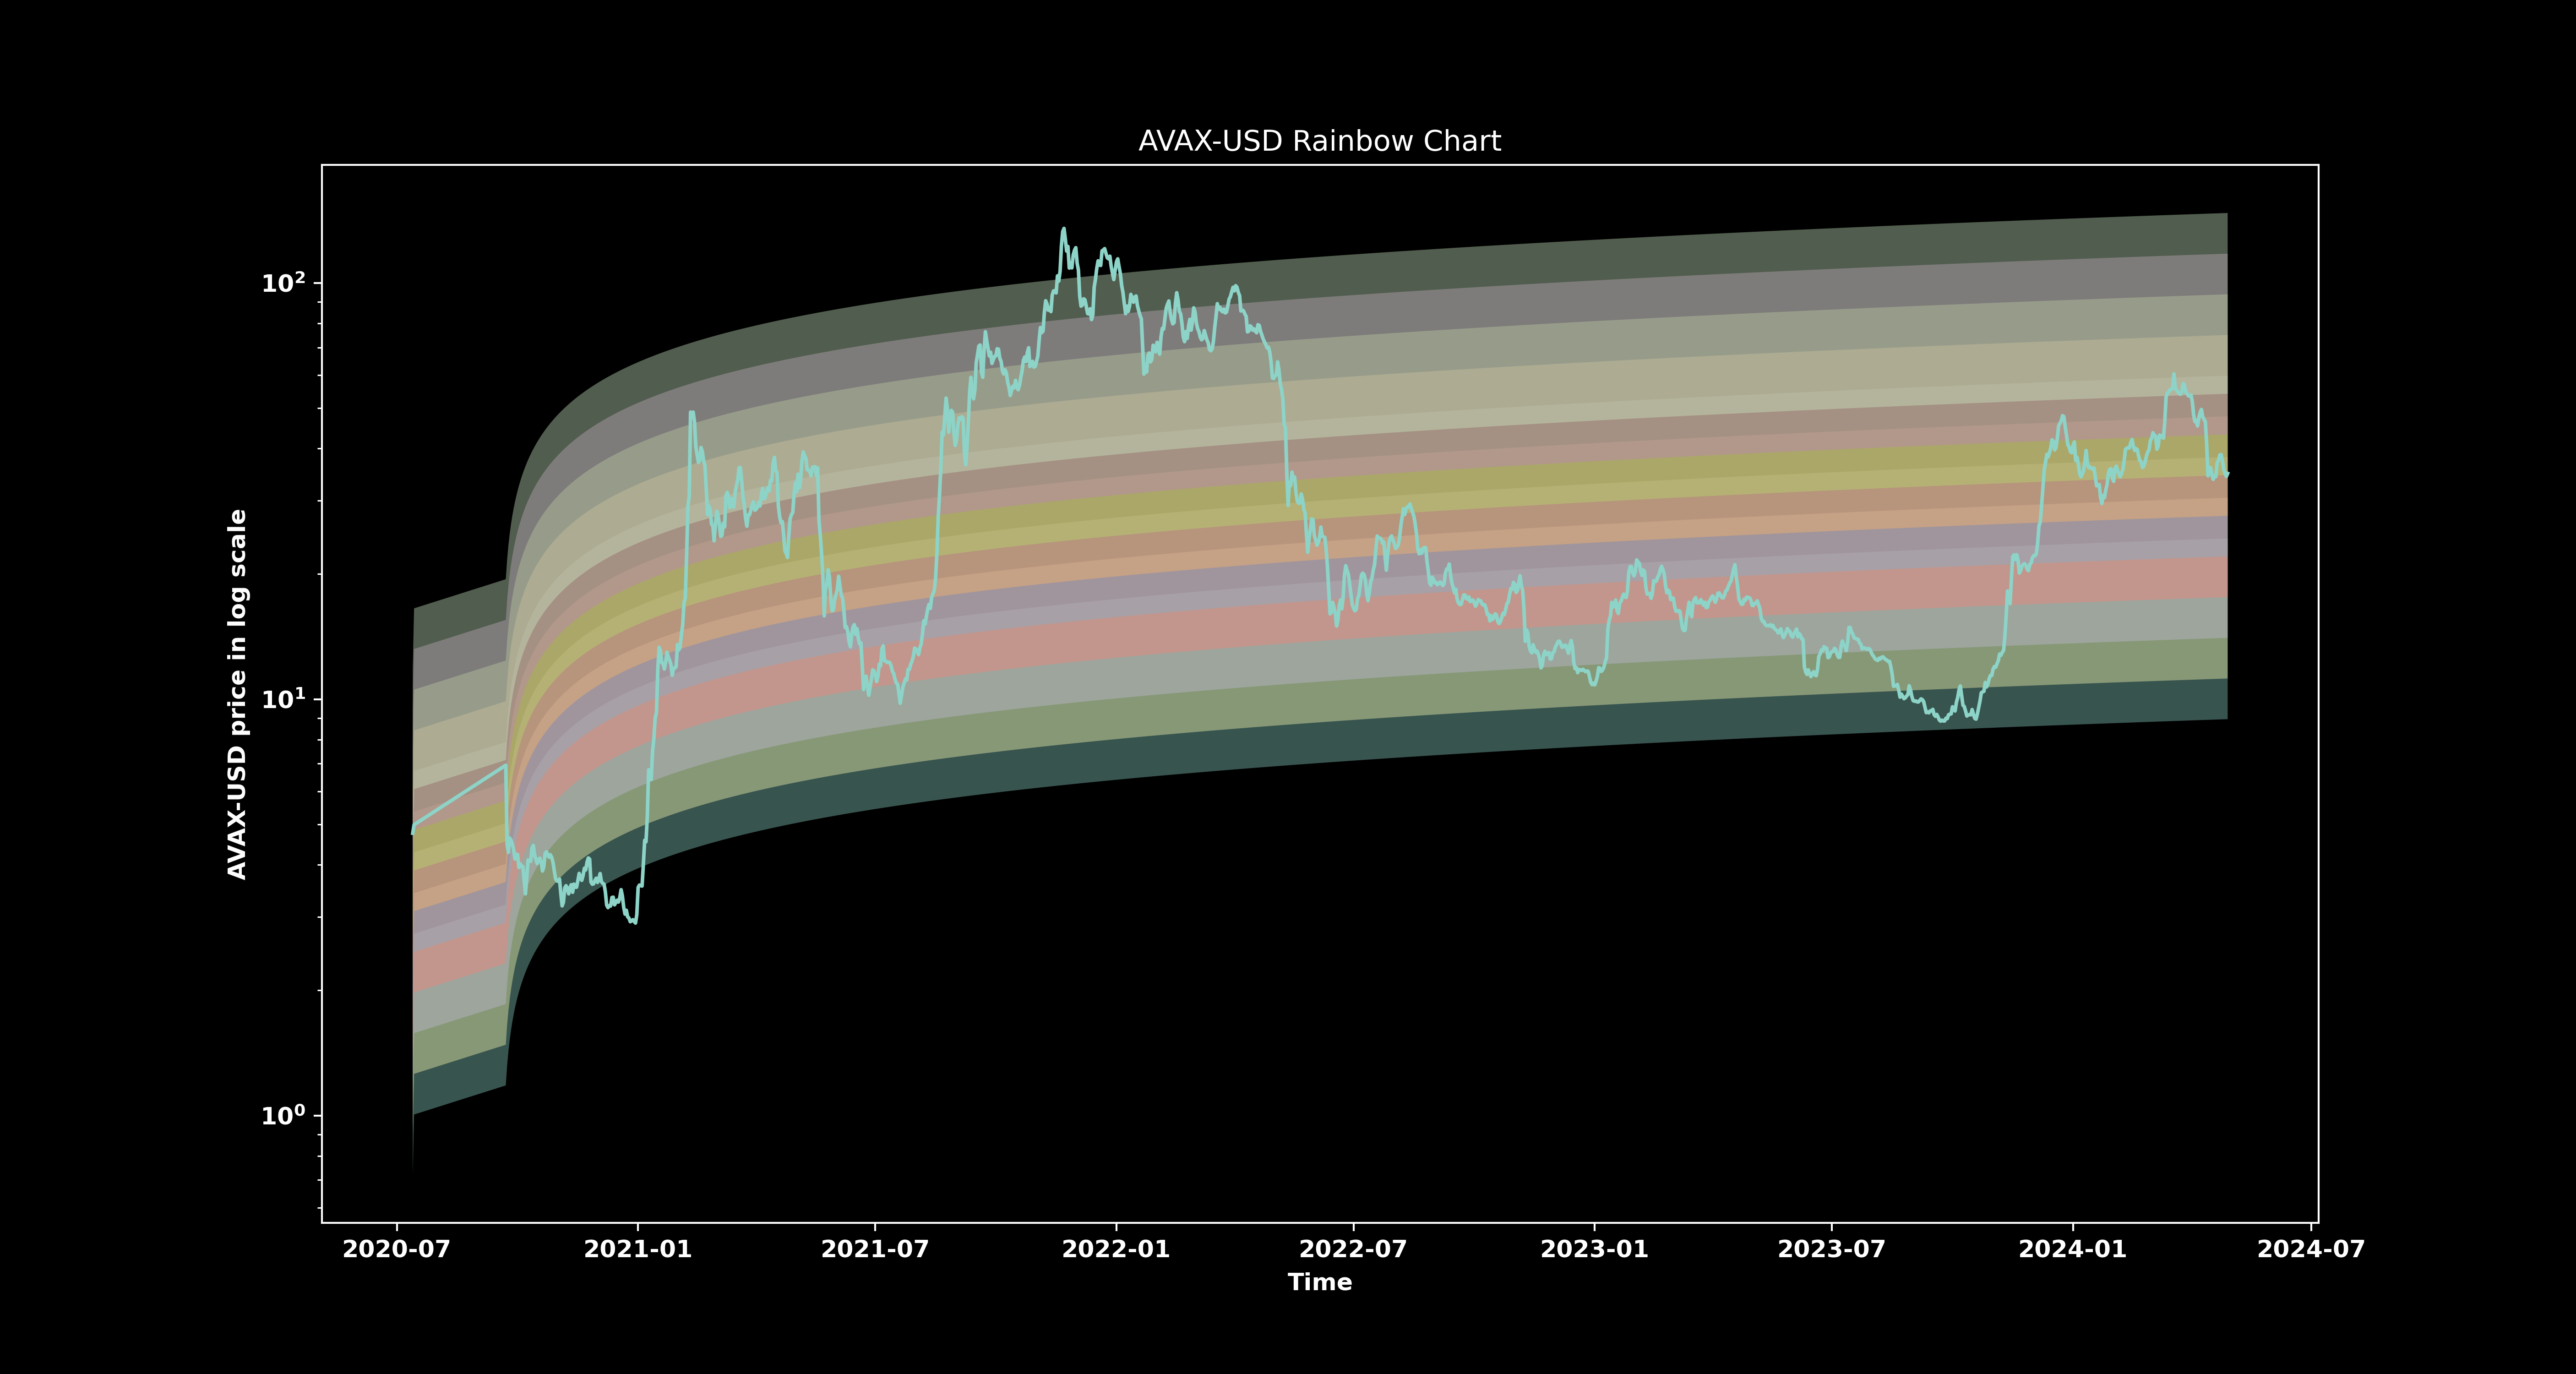 AVAX-USD Rainbow Chart
10²
10¹
10⁰
AVAX-USD price in log scale
2020-07 2021-01 2021-07 2022-01 2022-07 2023-01 2023-07 2024-01 2024-07
Time